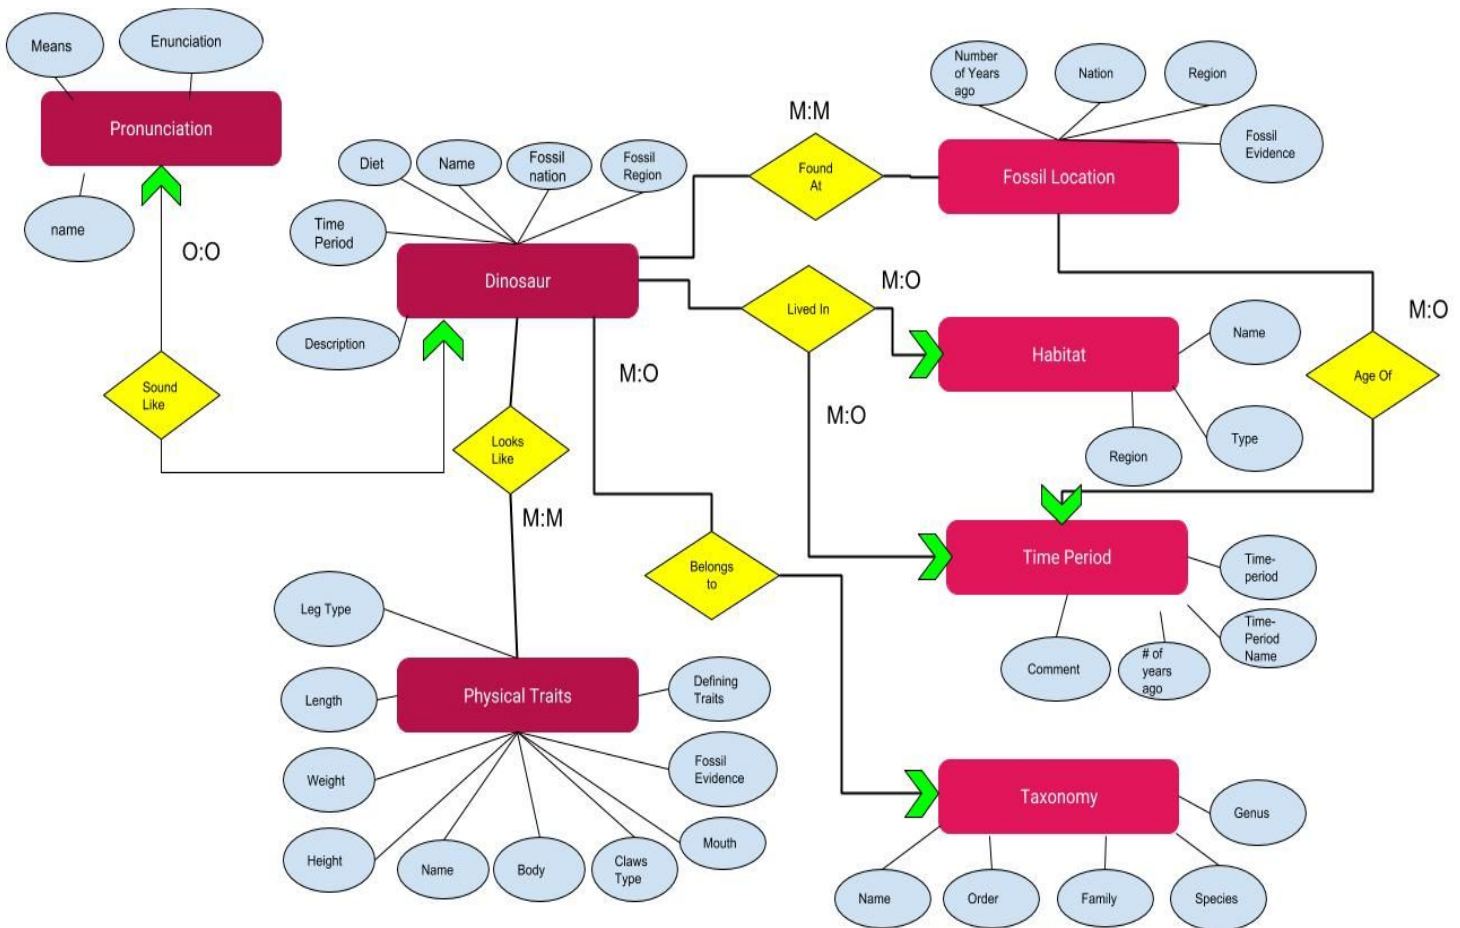 Means
Enunciation
Pronunciation
name
O:O
Sound
Like
Diet
Name
Fossil
nation
Fossil
Region
Time
Period
Dinosaur
Description
M:M
Found
At
Number
of Years
ago
Nation
Region
Fossil
Evidence
Fossil Location
Lived In
M:O
Habitat
Name
Type
Region
M:O
Age Of
M:O
M:O
Looks
Like
M:M
Belongs
to
Time Period
Time-
period
Time-
Period
Name
# of
years
ago
Comment
Leg Type
Length
Weight
Height
Physical Traits
Defining
Traits
Fossil
Evidence
Mouth
Claws
Type
Body
Name
Taxonomy
Genus
Name
Order
Family
Species